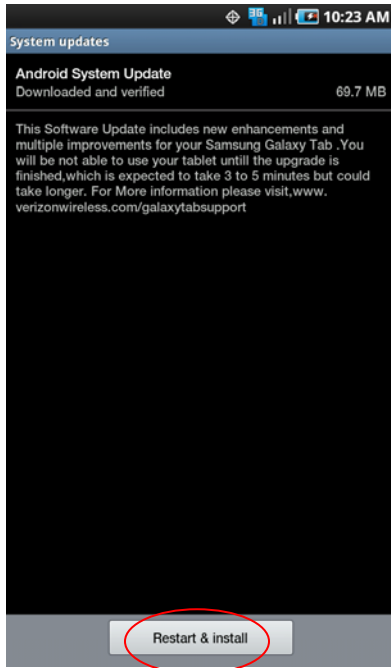 3G 10:23 AM
System updates
Android System Update
Downloaded and verified 69.7 MB
This Software Update includes new enhancements and
multiple improvements for your Samsung Galaxy Tab .You
will be not able to use your tablet untill the upgrade is
finished,which is expected to take 3 to 5 minutes but could
take longer. For More information please visit,www.
verizonwireless.com/galaxytabsupport
Restart & install